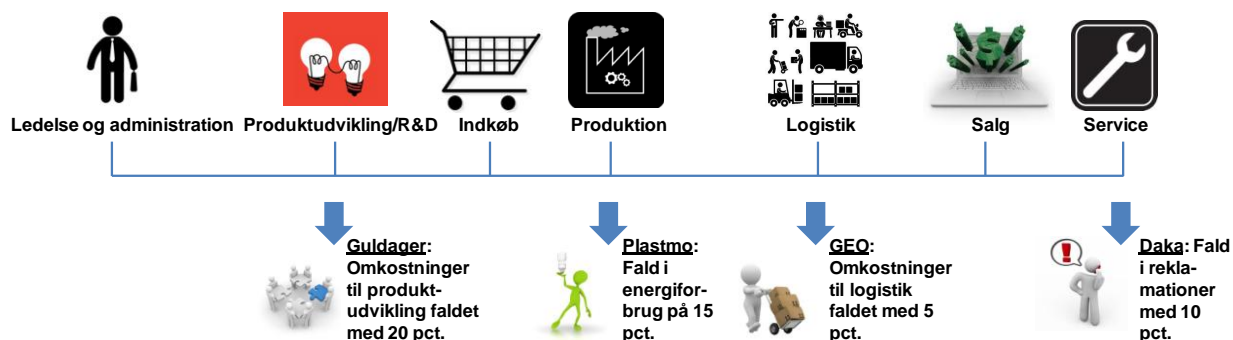 Ledelse og administration Produktudvikling/R&D Indkøb Produktion Logistik Salg Service
Guldager:
Omkostninger
til produkt-
udvikling faldet
med 20 pct.
Plastmo:
Fald i
energifor-
brug på 15
pct.
GEO:
Omkostninger
til logistik
faldet med 5
pct.
Daka: Fald
i rekla-
mationer
med 10
pct.